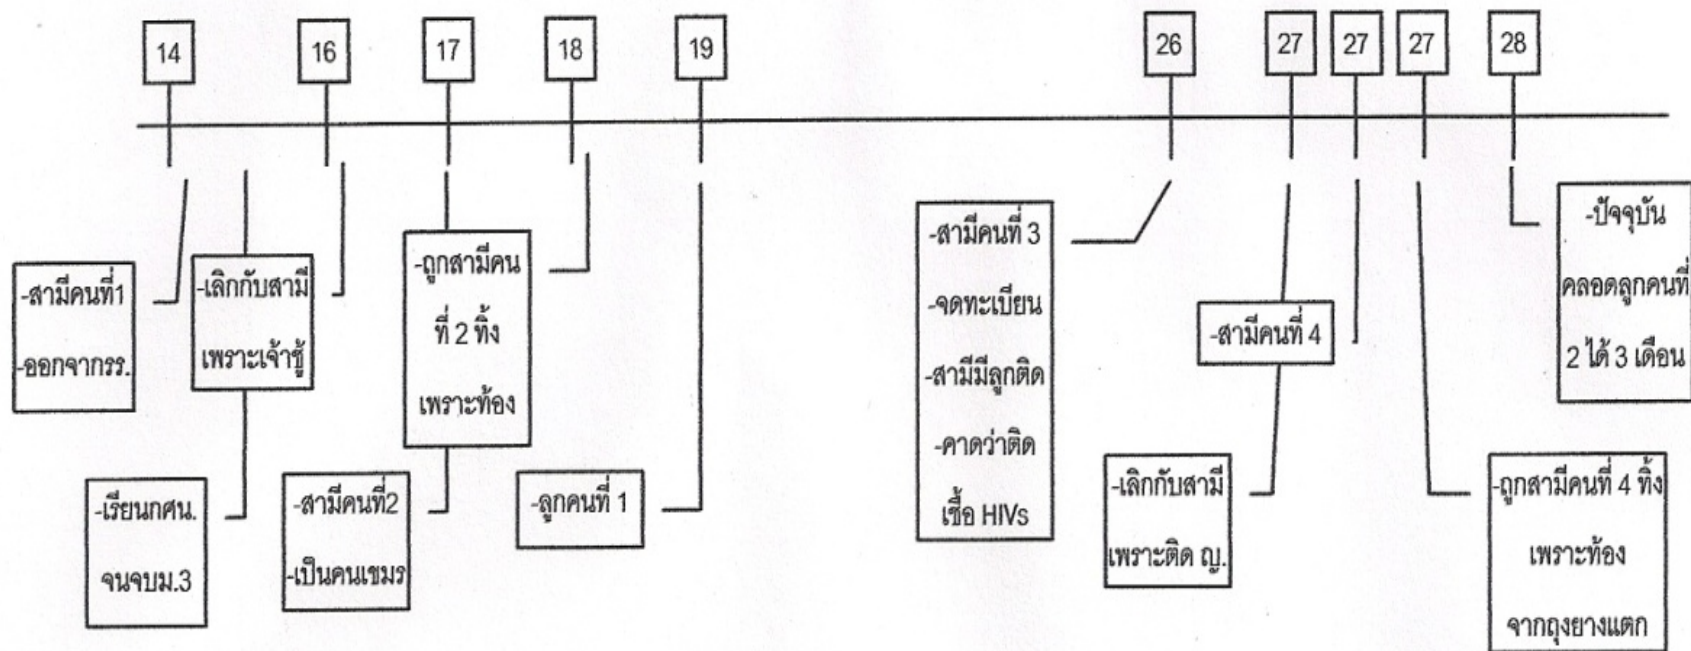 14 16 17 18 19 26 27 27 27 28
-สามีคนที่1
-ออกจากรร.
-เลิกกับสามี
เพราะเจ้าชู้
-เรียนกศน.
จนจบม.3
-ถูกสามีคน
ที่ 2 ทิ้ง
เพราะท้อง
-สามีคนที่2
-เป็นคนเขมร
-ลูกคนที่ 1
-สามีคนที่ 3
-จดทะเบียน
-สามีมีลูกติด
-คาดว่าติด
เชื้อ HIVs
-เลิกกับสามี
เพราะติด ญ.
-สามีคนที่ 4
-ถูกสามีคนที่ 4 ทิ้ง
เพราะท้อง
จากถุงยางแตก
-ปัจจุบัน
คลอดลูกคนที่
2 ได้ 3 เดือน